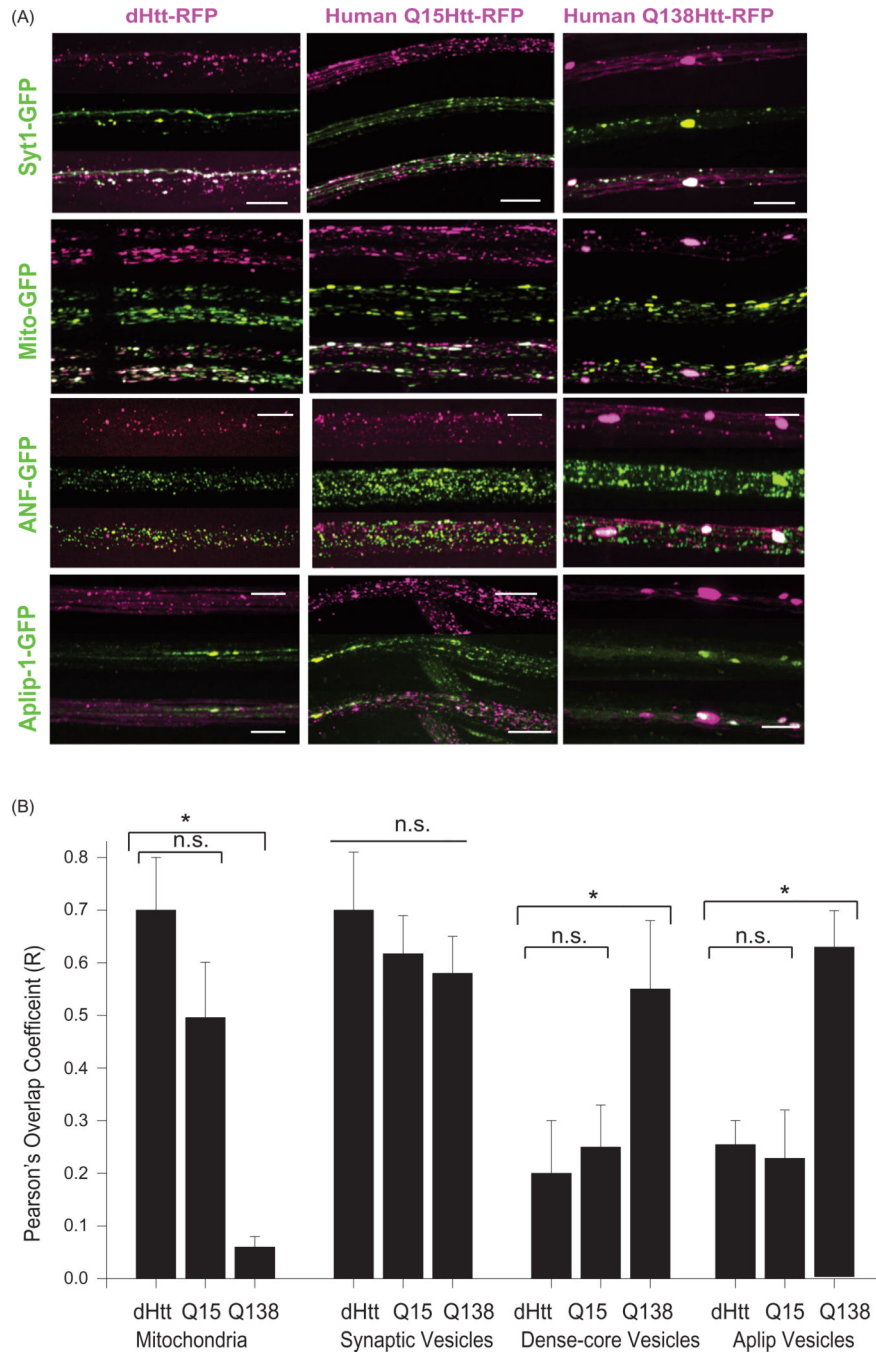 (A)
dHtt-RFP Human Q15Htt-RFP Human Q138Htt-RFP
Syt1-GFP
Mito-GFP
ANF-GFP
Aplip-1-GFP
(B)
* n.s. * *
n.s. n.s. n.s.
Pearson's Overlap Coefficeint (R)
0.8
0.7
0.6
0.5
0.4
0.3
0.2
0.1
0.0
dHtt Q15 Q138 dHtt Q15 Q138 dHtt Q15 Q138 dHtt Q15 Q138
Mitochondria Synaptic Vesicles Dense-core Vesicles Aplip Vesicles